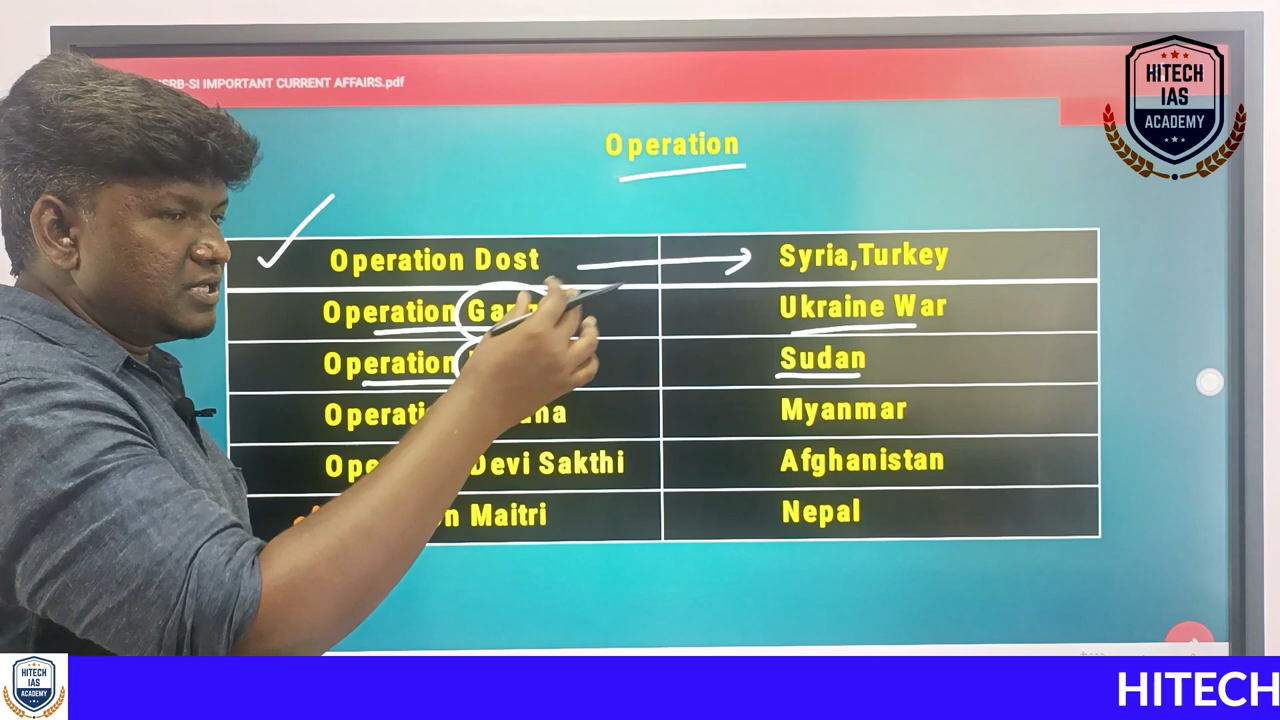 SRB-SI IMPORTANT CURRENT AFFAIRS.pdf
HITECH
IAS
ACADEMY
Operation
Operation Dost Syria,Turkey
Operation Ukraine War
Operation Sudan
Myanmar
Devi Sakthi Afghanistan
Maitri Nepal
HITECH
IAS
ACADEMY
HITECH